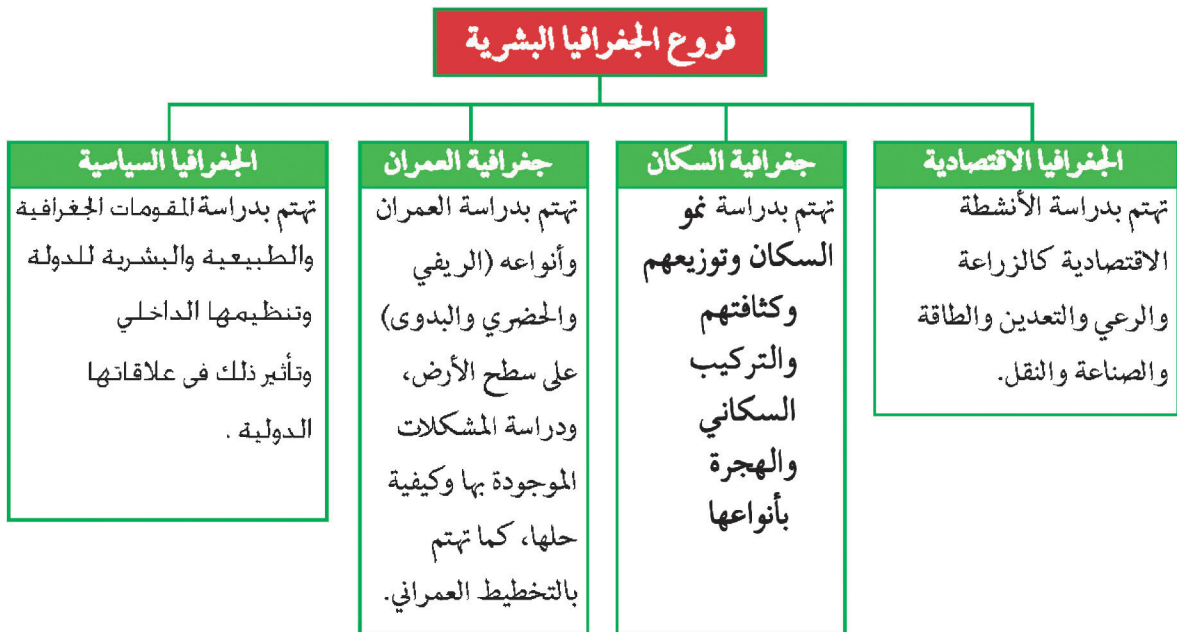 فروع الجغرافيا البشرية
الجغرافيا الاقتصادية
تهتم بدراسة الأنشطة
الاقتصادية كالزراعة
والرعي والتعدين والطاقة
والصناعة والنقل.
جغرافية السكان
تهتم بدراسة نمو
السكان وتوزيعهم
وكثافتهم
والتركيب
السكاني
والهجرة
بأنواعها
جغرافية العمران
تهتم بدراسة العمران
وأنواعه (الريفي
والحضري والبدوى)
على سطح الأرض،
ودراسة المشكلات
الموجودة بها وكيفية
حلها، كما تهتم
بالتخطيط العمراني.
الجغرافيا السياسية
تهتم بدراسة المقومات الجغرافية
والطبيعية والبشرية للدولة
وتنظيمها الداخلي
وتأثير ذلك فى علاقاتها
الدولية .